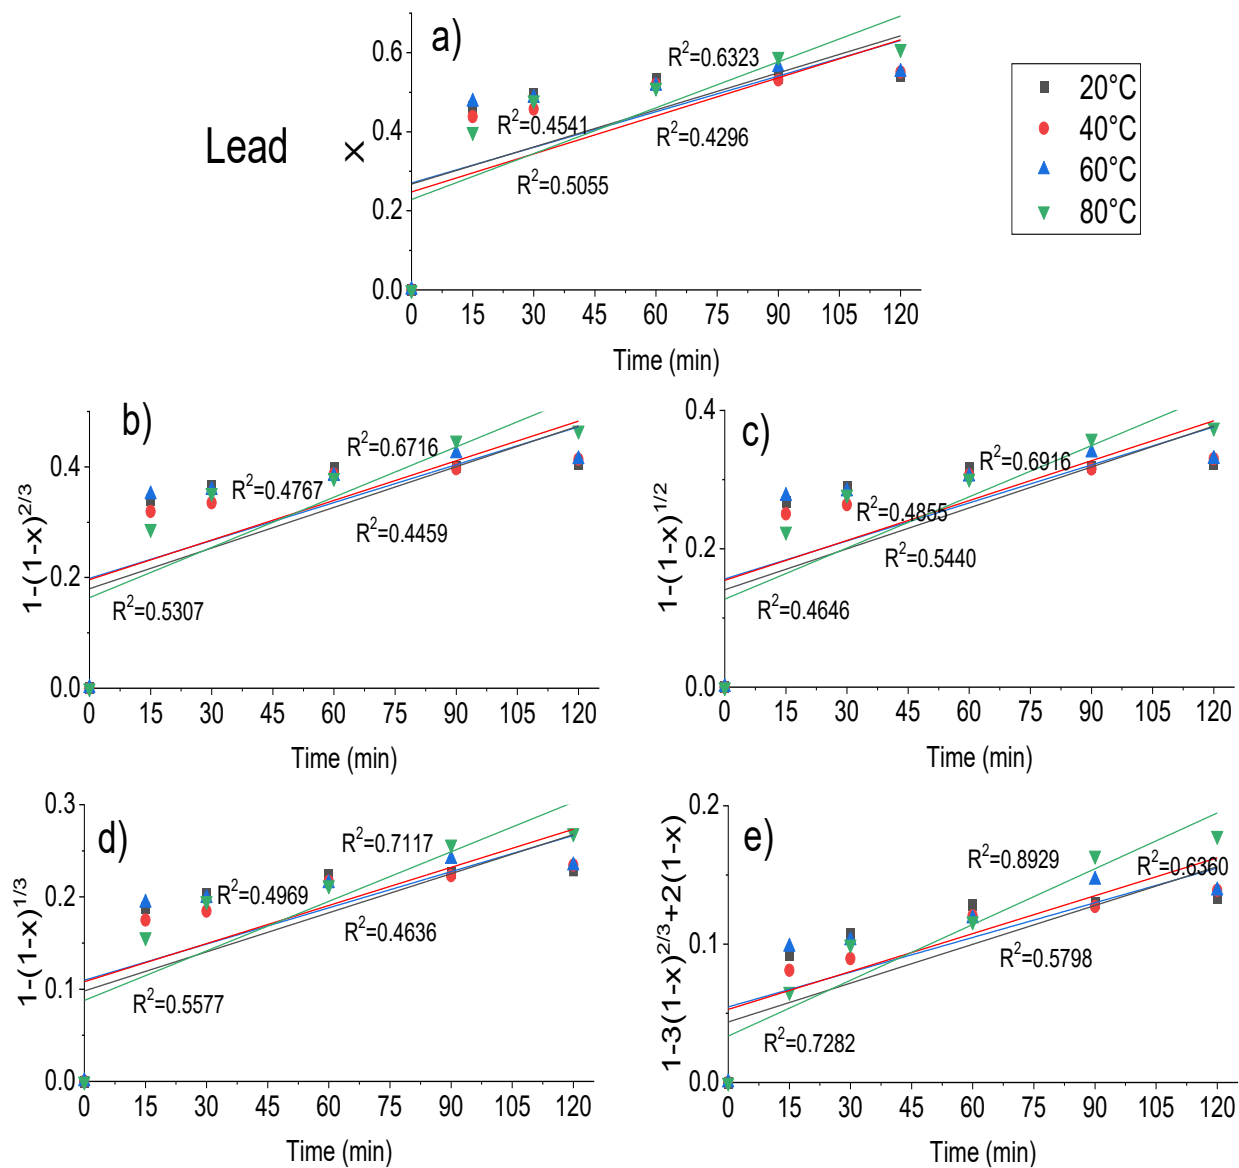 a)
Lead
X
0.6
0.4
0.2
0.0
R²=0.6323
R²=0.4541
R²=0.4296
R²=0.5055
0 15 30 45 60 75 90 105 120
Time (min)
20°C
40°C
60°C
80°C
b)
1-(1-x)^2/3
0.4
0.2
0.0
R²=0.6716
R²=0.4767
R²=0.4459
R²=0.5307
0 15 30 45 60 75 90 105 120
Time (min)
c)
1-(1-x)^1/2
0.4
0.2
0.0
R²=0.6916
R²=0.4855
R²=0.5440
R²=0.4646
0 15 30 45 60 75 90 105 120
Time (min)
d)
1-(1-x)^1/3
0.3
0.2
0.1
0.0
R²=0.7117
R²=0.4969
R²=0.4636
R²=0.5577
0 15 30 45 60 75 90 105 120
Time (min)
e)
1-3(1-x)^2/3+2(1-x)
0.2
0.1
0.0
R²=0.8929
R²=0.6360
R²=0.5798
R²=0.7282
0 15 30 45 60 75 90 105 120
Time (min)